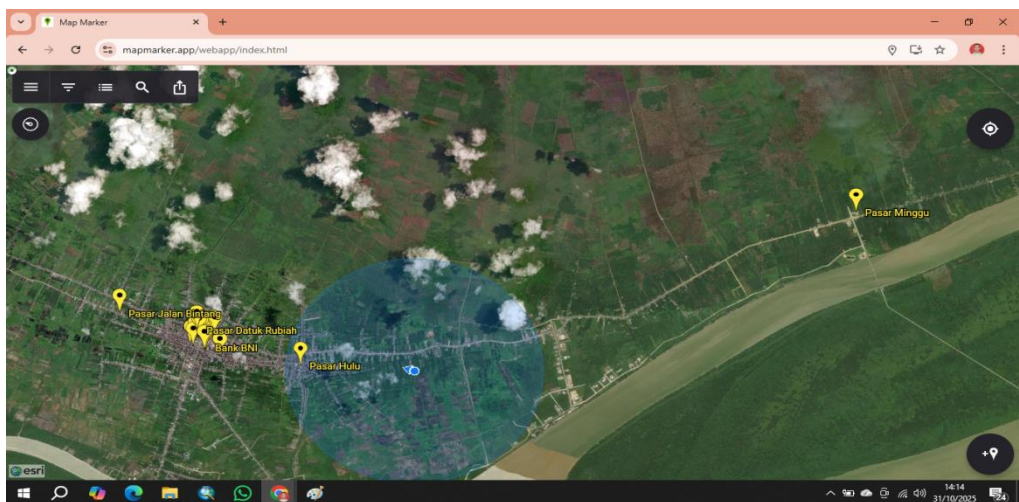 Map Marker
mapmarker.app/webapp/index.html
Pasar Minggu
Pasar Jalan Bintang
Pasar Datuk Rubiah
Bank BNI
Pasar Hulu
esri
14:14
31/10/2025
24